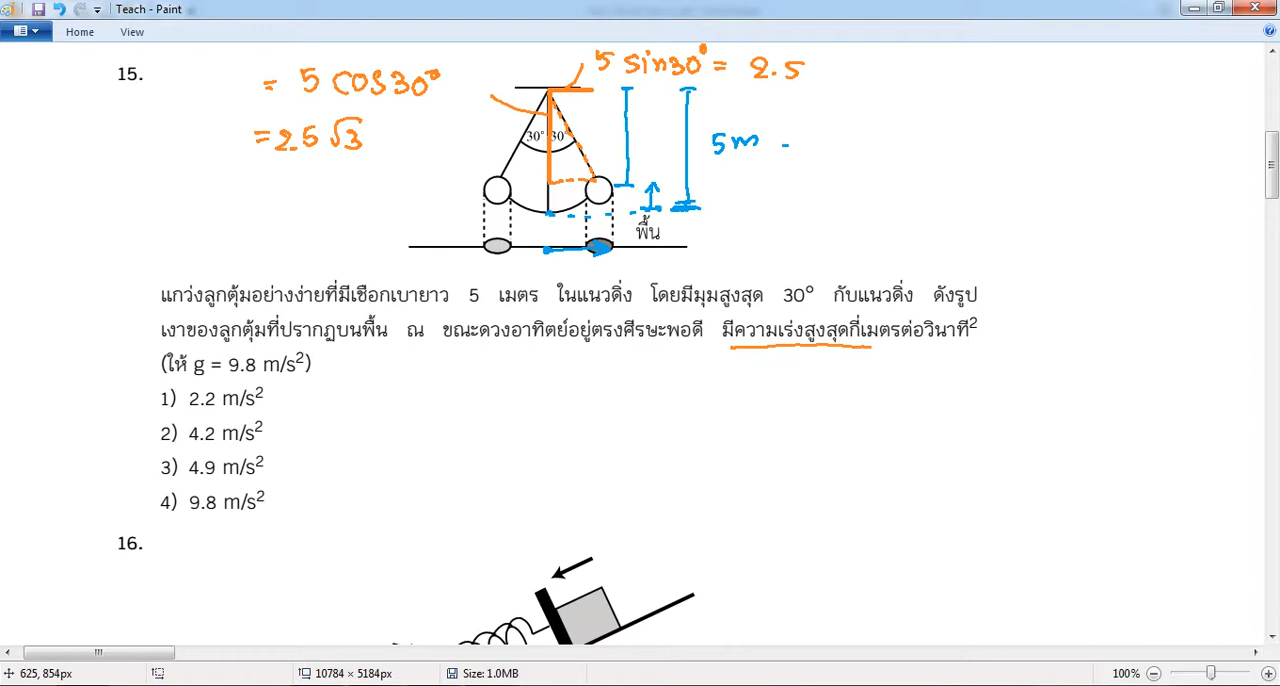 Teach - Paint
Home View
15.
= 5 cos30°
= 2.5 √3
5 sin30° = 2.5
30° 30°
5 m -
พื้น
แกว่งลูกตุ้มอย่างง่ายที่มีเชือกเบายาว 5 เมตร ในแนวดิ่ง โดยมีมุมสูงสุด 30° กับแนวดิ่ง ดังรูป
เงาของลูกตุ้มที่ปรากฏบนพื้น ณ ขณะดวงอาทิตย์อยู่ตรงศีรษะพอดี มีความเร่งสูงสุดกี่เมตรต่อวินาที²
(ให้ g = 9.8 m/s²)
1) 2.2 m/s²
2) 4.2 m/s²
3) 4.9 m/s²
4) 9.8 m/s²
16.
625, 854px
10784 × 5184px
Size: 1.0MB
100%